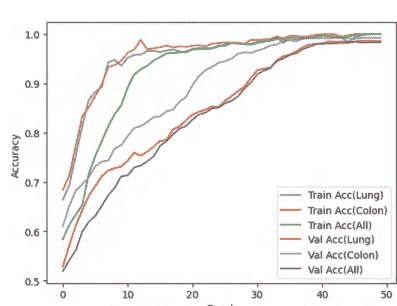 1.0
0.9
0.8
0.7
0.6
0.5
Accuracy
0 10 20 30 40 50
Train Acc(Lung)
Train Acc(Colon)
Train Acc(All)
Val Acc(Lung)
Val Acc(Colon)
Val Acc(All)